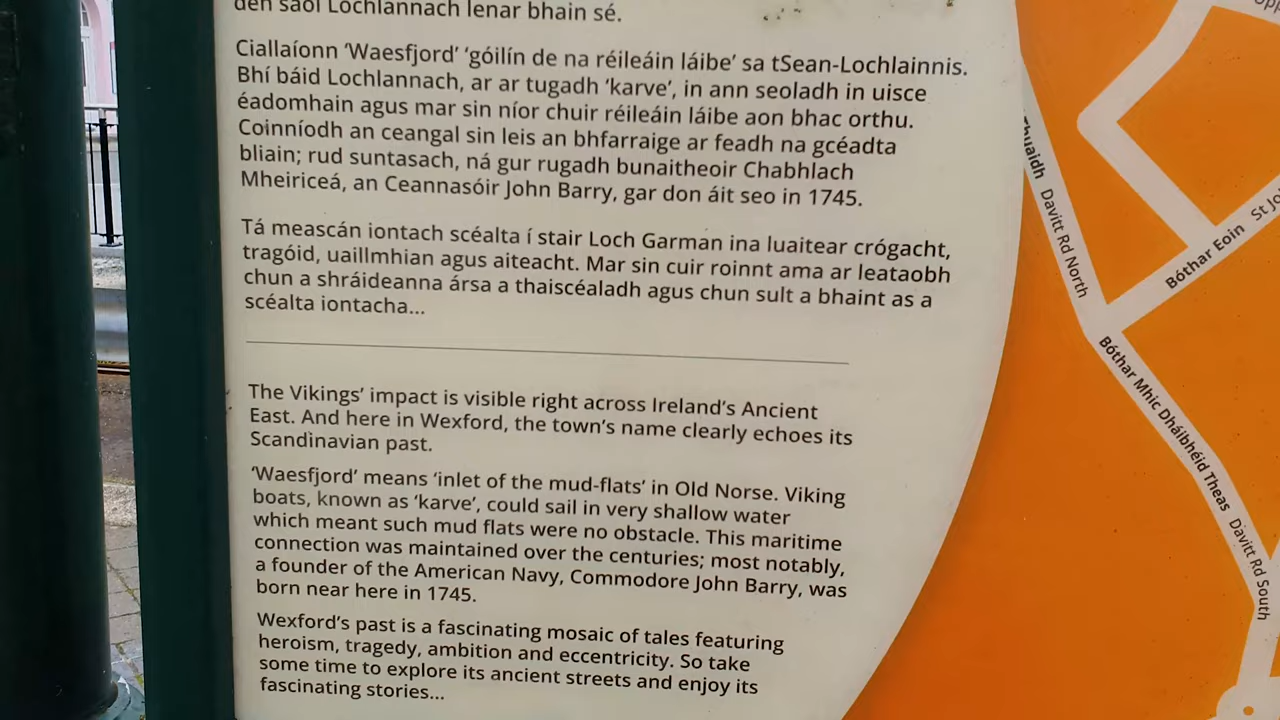 den saol Lochlannach lenar bhain sé.
Ciallaíonn ‘Waesfjord’ ‘góilín de na réileáin láibe’ sa tSean-Lochlainnis.
Bhí báid Lochlannach, ar ar tugadh ‘karve’, in ann seoladh in uisce
éadomhain agus mar sin níor chuir réileáin láibe aon bhac orthu.
Coinníodh an ceangal sin leis an bhfarraige ar feadh na gcéadta
bliain; rud suntasach, ná gur rugadh bunaitheoir Chabhlach
Mheiriceá, an Ceannasóir John Barry, gar don áit seo in 1745.
Tá meascán iontach scéalta í stair Loch Garman ina luaitear crógacht,
tragóid, uaillmhian agus aiteacht. Mar sin cuir roinnt ama ar leataobh
chun a shráideanna ársa a thaiscéaladh agus chun sult a bhaint as a
scéalta iontacha...
The Vikings’ impact is visible right across Ireland’s Ancient
East. And here in Wexford, the town’s name clearly echoes its
Scandinavian past.
‘Waesfjord’ means ‘inlet of the mud-flats’ in Old Norse. Viking
boats, known as ‘karve’, could sail in very shallow water
which meant such mud flats were no obstacle. This maritime
connection was maintained over the centuries; most notably,
a founder of the American Navy, Commodore John Barry, was
born near here in 1745.
Wexford’s past is a fascinating mosaic of tales featuring
heroism, tragedy, ambition and eccentricity. So take
some time to explore its ancient streets and enjoy its
fascinating stories...
Davitt Rd North
Bóthar Eoin St
Bóthar Mhic Dháibhéid Theas Davitt Rd South